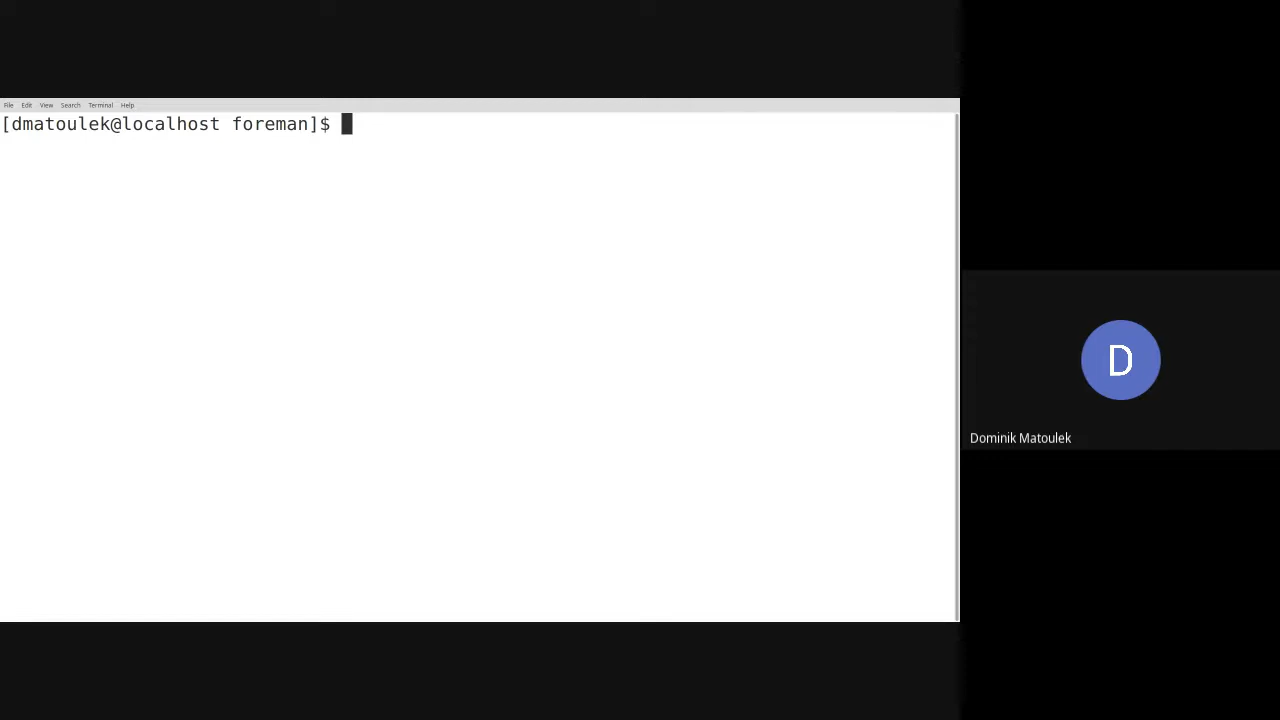 File Edit View Search Terminal Help
[dmatoulek@localhost foreman]$
D
Dominik Matoulek